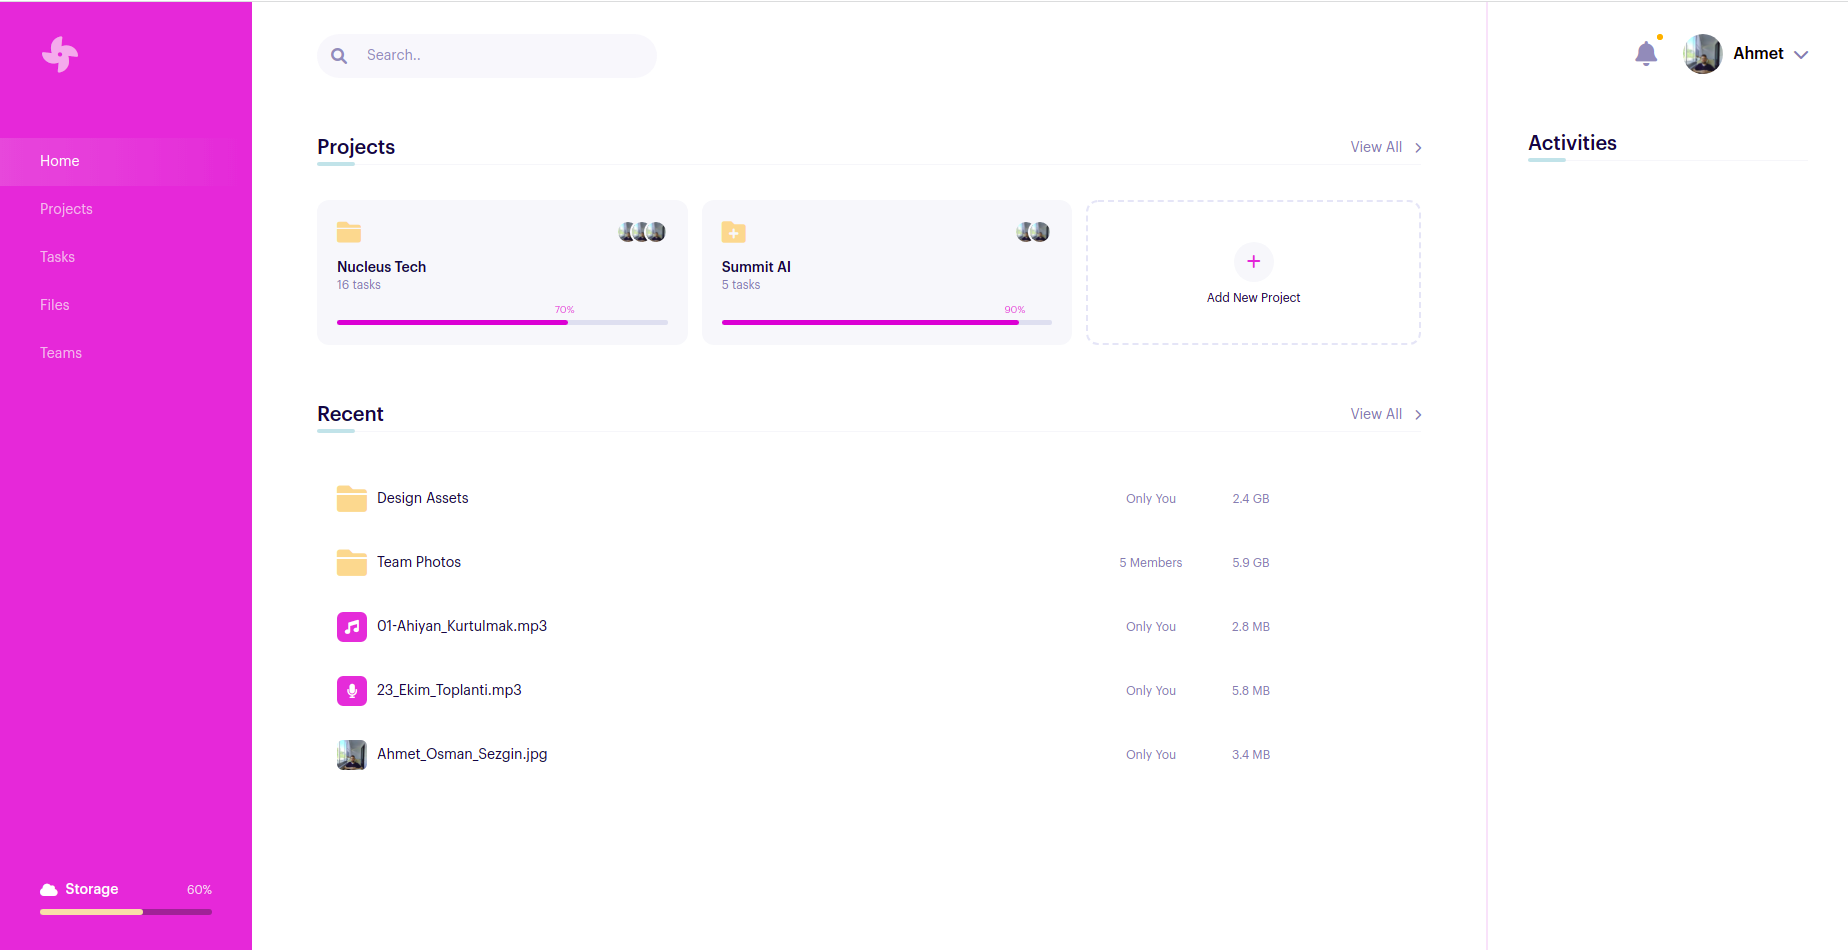 Search..
Ahmet
Home
Projects
Tasks
Files
Teams
Storage
60%
Projects
View All
Nucleus Tech
16 tasks
70%
Summit AI
5 tasks
90%
Add New Project
Recent
View All
Design Assets Only You 2.4 GB
Team Photos 5 Members 5.9 GB
01-Ahiyan_Kurtulmak.mp3 Only You 2.8 MB
23_Ekim_Toplanti.mp3 Only You 5.8 MB
Ahmet_Osman_Sezgin.jpg Only You 3.4 MB
Activities